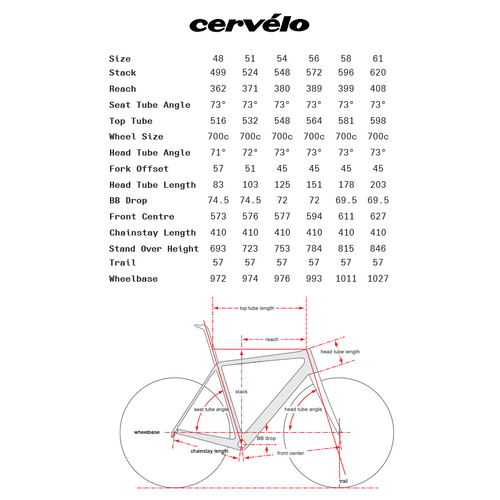 cervélo
Size 48 51 54 56 58 61
Stack 499 524 548 572 596 620
Reach 362 371 380 389 399 408
Seat Tube Angle 73° 73° 73° 73° 73° 73°
Top Tube 516 532 548 564 581 598
Wheel Size 700c 700c 700c 700c 700c 700c
Head Tube Angle 71° 72° 73° 73° 73° 73°
Fork Offset 57 51 45 45 45 45
Head Tube Length 83 103 125 151 178 203
BB Drop 74.5 74.5 72 72 69.5 69.5
Front Centre 573 576 577 594 611 627
Chainstay Length 410 410 410 410 410 410
Stand Over Height 693 723 753 784 815 846
Trail 57 57 57 57 57 57
Wheelbase 972 974 976 993 1011 1027
top tube length
reach
head tube length
stack
seat tube angle
head tube angle
wheelbase
BB drop
chainstay length
front center
trail